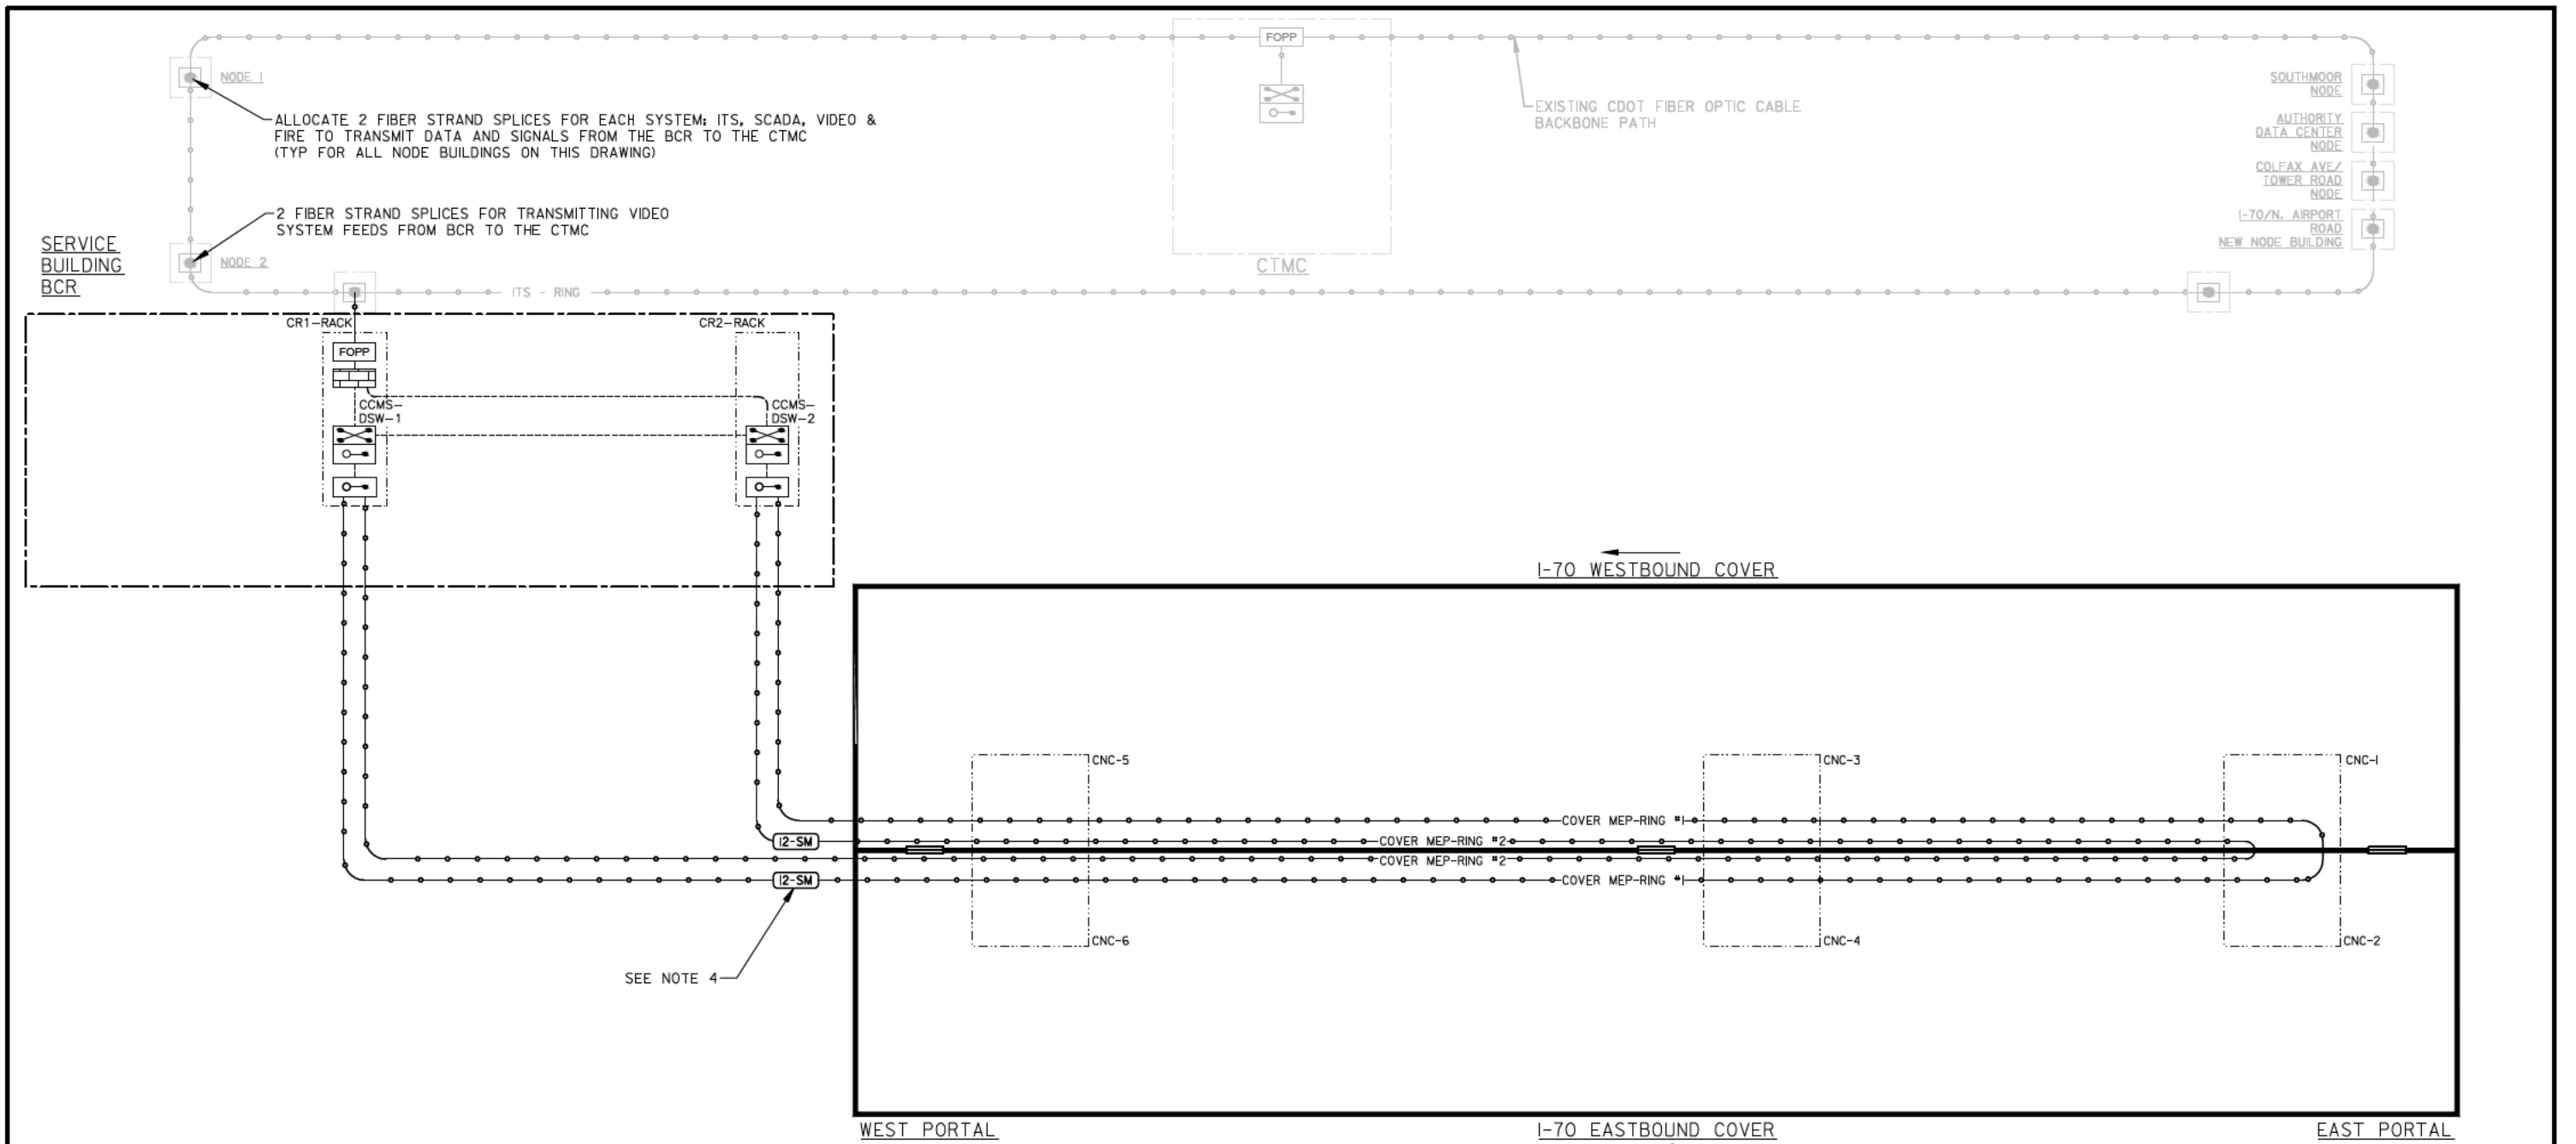 FOPP
NODE 1
SOUTHMOOR
NODE
ALLOCATE 2 FIBER STRAND SPLICES FOR EACH SYSTEM; ITS, SCADA, VIDEO &
FIRE TO TRANSMIT DATA AND SIGNALS FROM THE BCR TO THE CTMC
(TYP FOR ALL NODE BUILDINGS ON THIS DRAWING)
EXISTING CDOT FIBER OPTIC CABLE
BACKBONE PATH
AUTHORITY
DATA CENTER
NODE
COLFAX AVE/
TOWER ROAD
NODE
2 FIBER STRAND SPLICES FOR TRANSMITTING VIDEO
SYSTEM FEEDS FROM BCR TO THE CTMC
I-70/N. AIRPORT
ROAD
NEW NODE BUILDING
SERVICE
BUILDING
BCR
NODE 2
CTMC
ITS - RING
CR1-RACK
CR2-RACK
FOPP
CCMS-
DSW-1
CCMS-
DSW-2
I-70 WESTBOUND COVER
CNC-5
CNC-3
CNC-1
COVER MEP-RING #1
12-SM
COVER MEP-RING #2
COVER MEP-RING #2
12-SM
COVER MEP-RING #1
CNC-6
CNC-4
CNC-2
SEE NOTE 4
WEST PORTAL
I-70 EASTBOUND COVER
EAST PORTAL